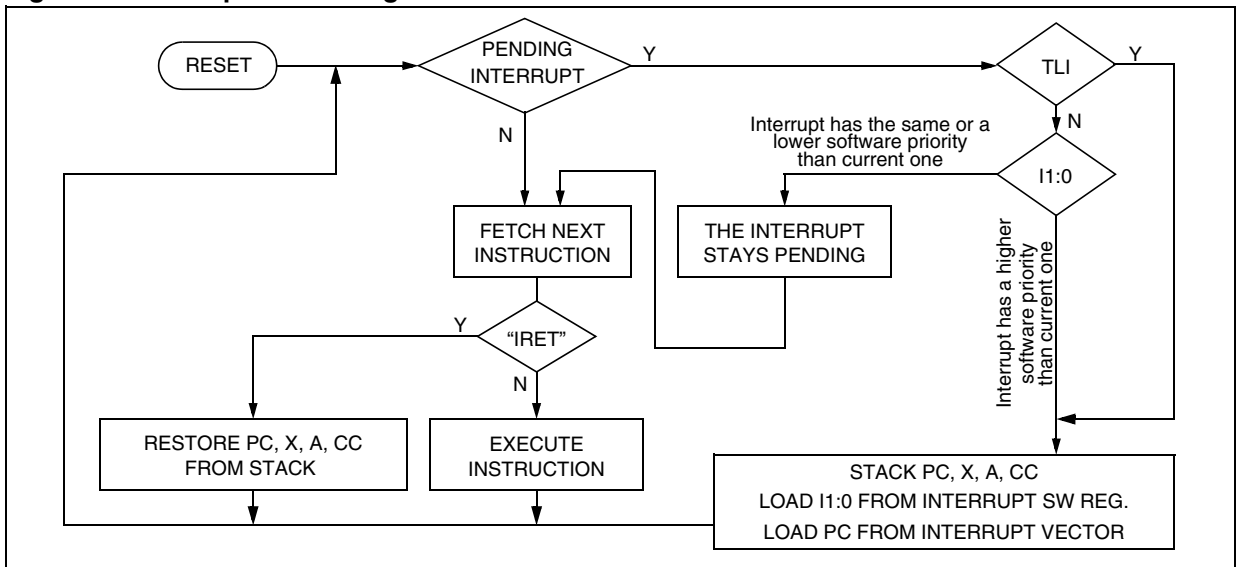 RESET
PENDING
INTERRUPT
Y
TLI
Y
N
N
Interrupt has the same or a
lower software priority
than current one
I1:0
FETCH NEXT
INSTRUCTION
THE INTERRUPT
STAYS PENDING
Interrupt has a higher
software priority
than current one
Y
“IRET”
N
RESTORE PC, X, A, CC
FROM STACK
EXECUTE
INSTRUCTION
STACK PC, X, A, CC
LOAD I1:0 FROM INTERRUPT SW REG.
LOAD PC FROM INTERRUPT VECTOR